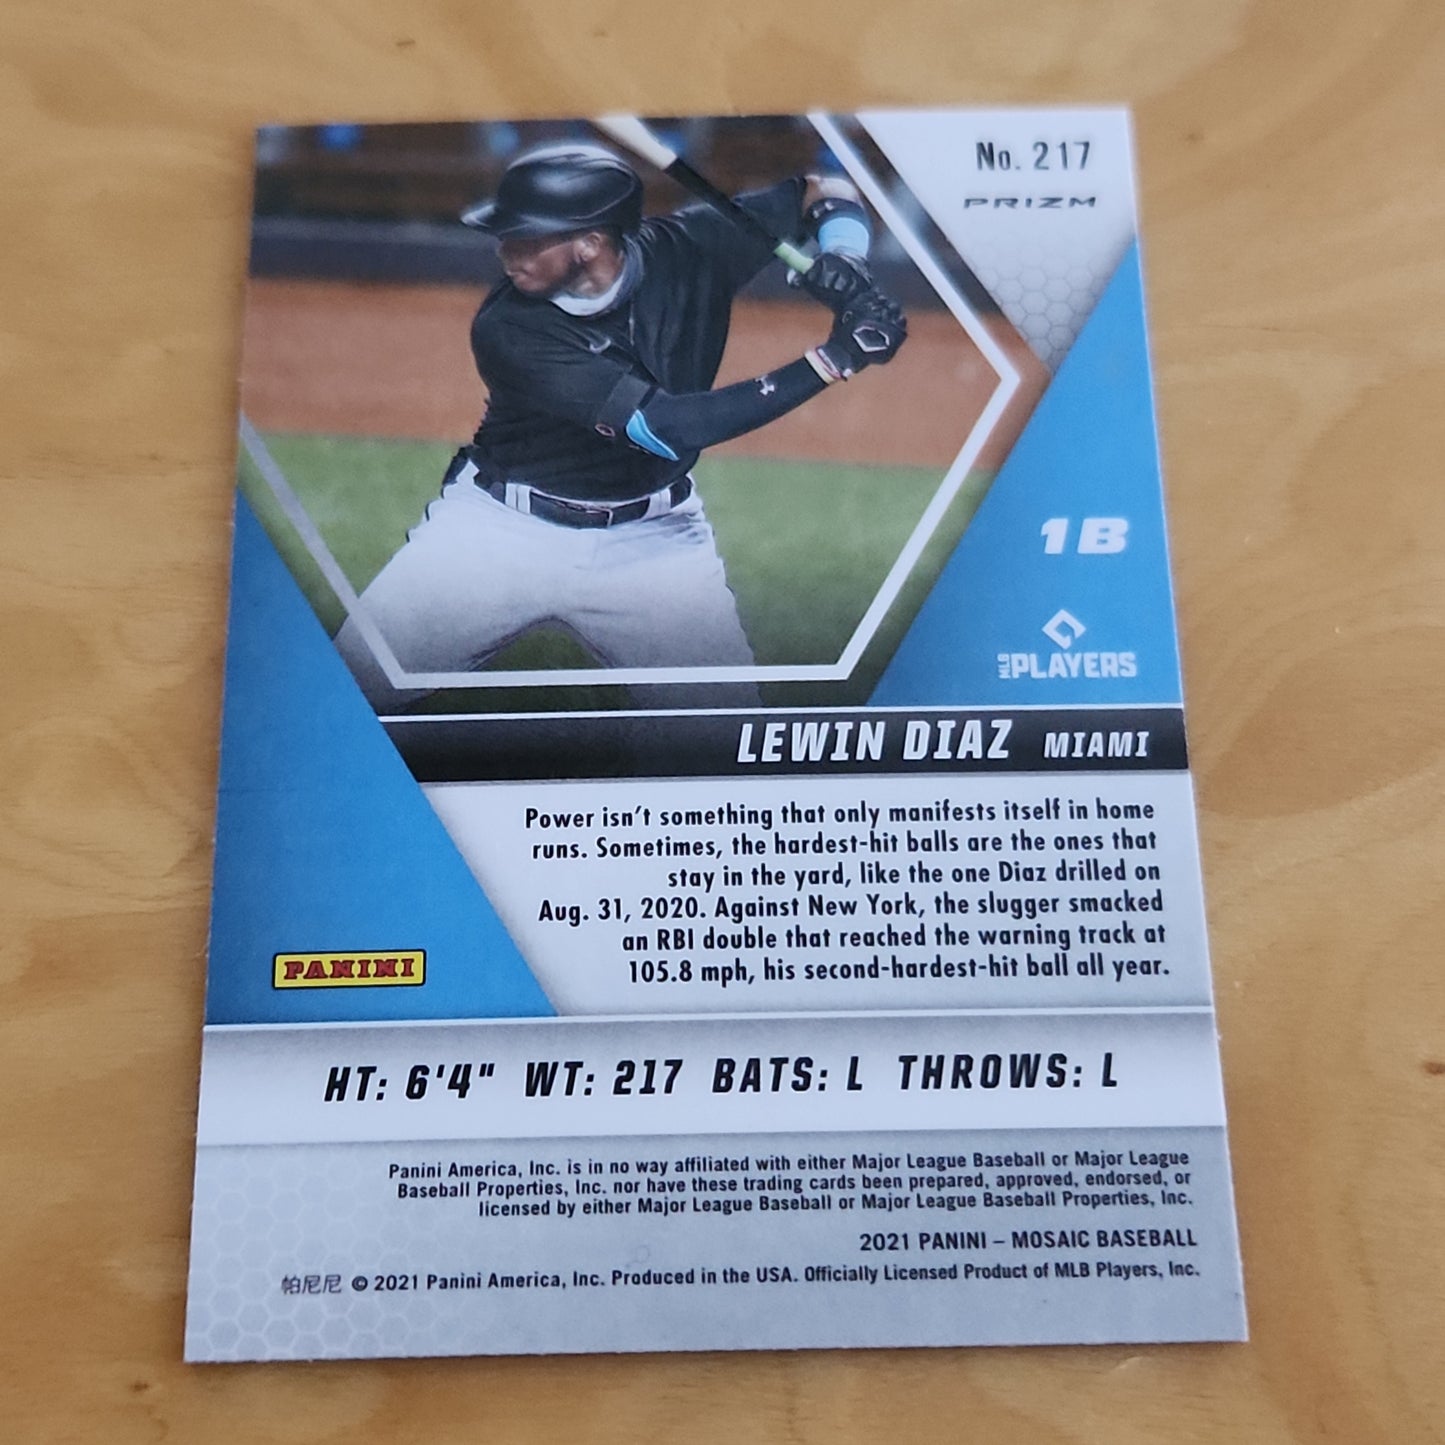 No. 217
PRIZM
1B
MLB PLAYERS
LEWIN DIAZ MIAMI
Power isn't something that only manifests itself in home
runs. Sometimes, the hardest-hit balls are the ones that
stay in the yard, like the one Diaz drilled on
Aug. 31, 2020. Against New York, the slugger smacked
an RBI double that reached the warning track at
105.8 mph, his second-hardest-hit ball all year.
PANINI
HT: 6'4" WT: 217 BATS: L THROWS: L
Panini America, Inc. is in no way affiliated with either Major League Baseball or Major League
Baseball Properties, Inc. nor have these trading cards been prepared, approved, endorsed, or
licensed by either Major League Baseball or Major League Baseball Properties, Inc.
2021 PANINI – MOSAIC BASEBALL
帕尼尼 © 2021 Panini America, Inc. Produced in the USA. Officially Licensed Product of MLB Players, Inc.